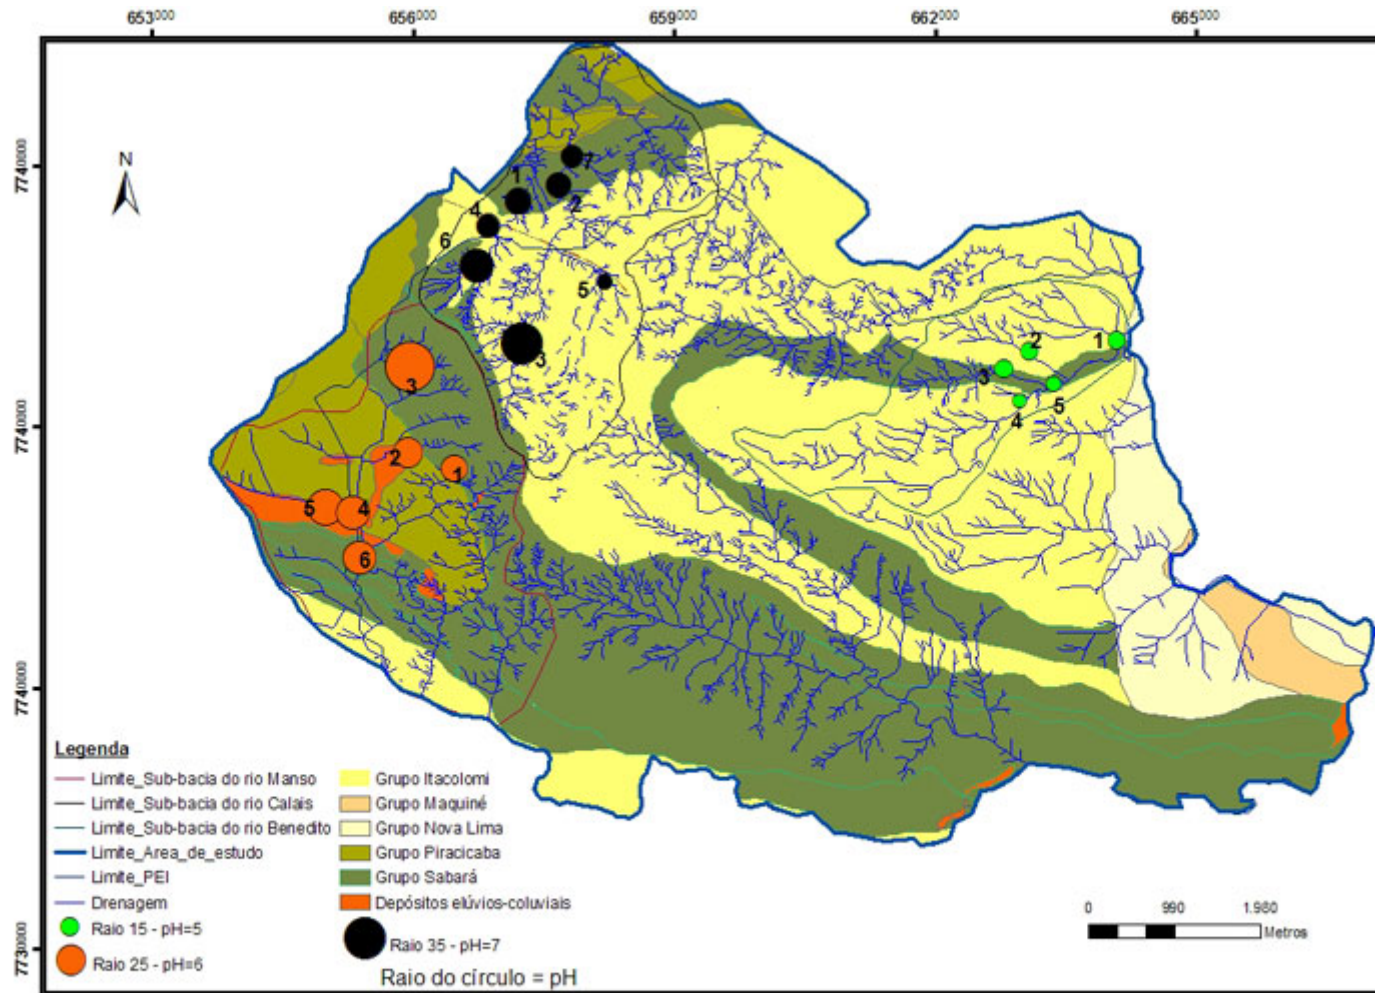 653000 656000 659000 662000 665000
7740000
7740000
7740000
7730000
N
7
1
2
4
6
5
3
1
2
3
5
4
3
2
1
5
4
6
Legenda
Limite_Sub-bacia do rio Manso
Limite_Sub-bacia do rio Calais
Limite_Sub-bacia do rio Benedito
Limite_Area_de_estudo
Limite_PEI
Drenagem
Raio 15 - pH=5
Raio 25 - pH=6
Grupo Itacolomi
Grupo Maquiné
Grupo Nova Lima
Grupo Piracicaba
Grupo Sabará
Depósitos elúvios-coluviais
Raio 35 - pH=7
Raio do círculo = pH
0 990 1.980
Metros